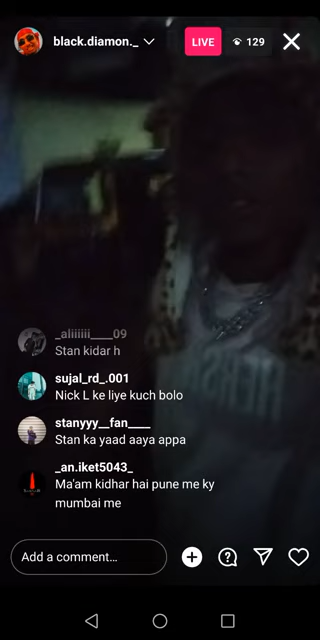 black.diamon._
LIVE
129
_aliiiiii____09
Stan kidar h
sujal_rd_.001
Nick L ke liye kuch bolo
stanyyy__fan____
Stan ka yaad aaya appa
_an.iket5043_
Ma'am kidhar hai pune me ky
mumbai me
Add a comment...